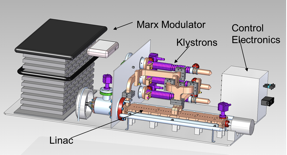 Marx Modulator
Klystrons
Control
Electronics
Linac